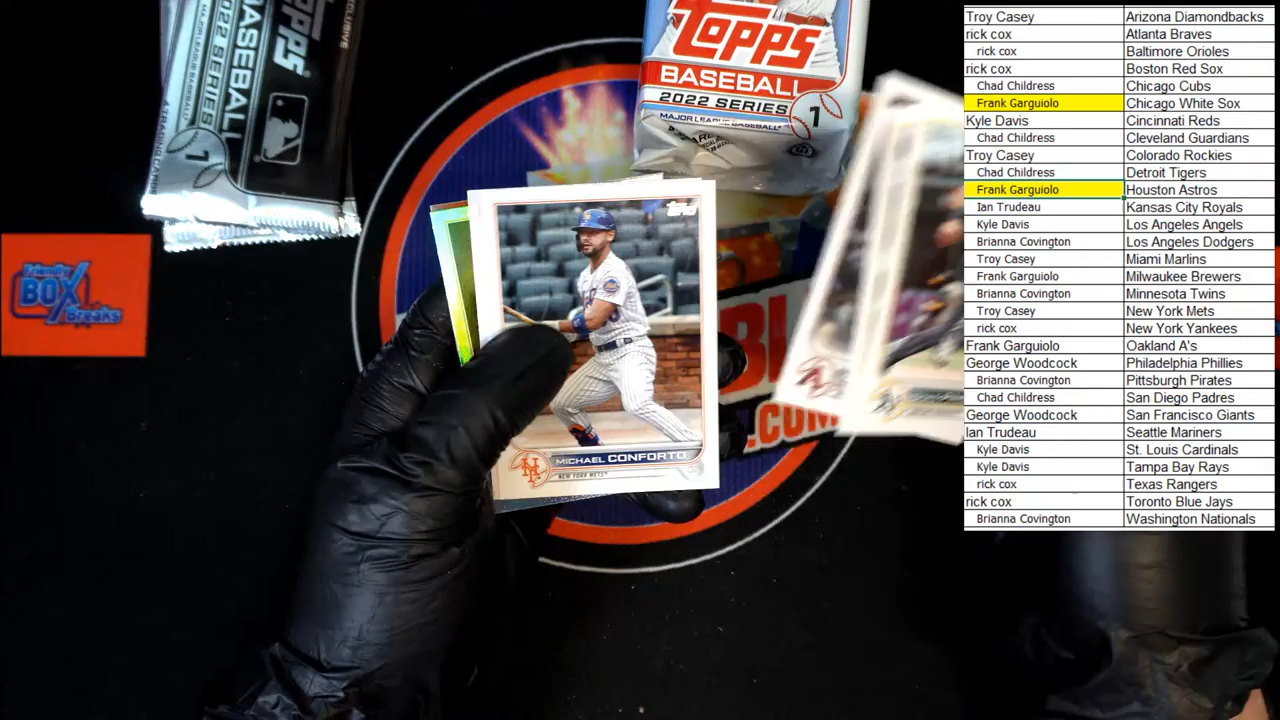 EXCLUSIVE
TOPPS
BASEBALL
2022 SERIES
MAJOR LEAGUE BASEBALL
1
TOPPS
BASEBALL
2022 SERIES
1
MAJOR LEAGUE BASEBALL
Friendly
BOX
Breaks
Topps
MICHAEL CONFORTO
NEW YORK METS
.COM
Troy Casey Arizona Diamondbacks
rick cox Atlanta Braves
rick cox Baltimore Orioles
rick cox Boston Red Sox
Chad Childress Chicago Cubs
Frank Garguiolo Chicago White Sox
Kyle Davis Cincinnati Reds
Chad Childress Cleveland Guardians
Troy Casey Colorado Rockies
Chad Childress Detroit Tigers
Frank Garguiolo Houston Astros
Ian Trudeau Kansas City Royals
Kyle Davis Los Angeles Angels
Brianna Covington Los Angeles Dodgers
Troy Casey Miami Marlins
Frank Garguiolo Milwaukee Brewers
Brianna Covington Minnesota Twins
Troy Casey New York Mets
rick cox New York Yankees
Frank Garguiolo Oakland A's
George Woodcock Philadelphia Phillies
Brianna Covington Pittsburgh Pirates
Chad Childress San Diego Padres
George Woodcock San Francisco Giants
Ian Trudeau Seattle Mariners
Kyle Davis St. Louis Cardinals
Kyle Davis Tampa Bay Rays
rick cox Texas Rangers
rick cox Toronto Blue Jays
Brianna Covington Washington Nationals